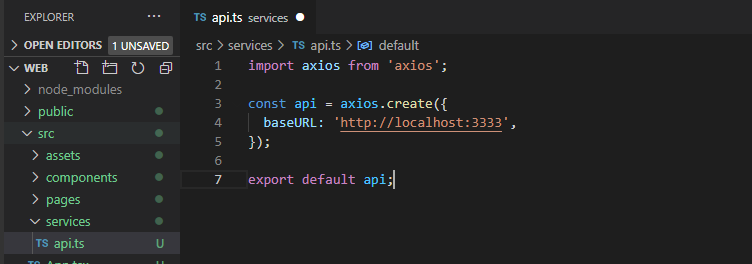 EXPLORER
···
OPEN EDITORS 1 UNSAVED
WEB
node_modules
public
src
assets
components
pages
services
TS api.ts U
TS api.ts services
src > services > TS api.ts > default
1 import axios from 'axios';
2
3 const api = axios.create({
4 baseURL: 'http://localhost:3333',
5 });
6
7 export default api;